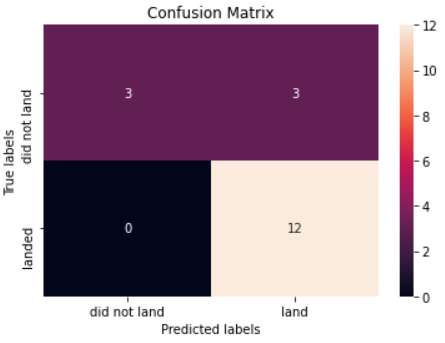 Confusion Matrix
True labels
did not land
landed
3 3
0 12
did not land land
Predicted labels
12
10
8
6
4
2
0